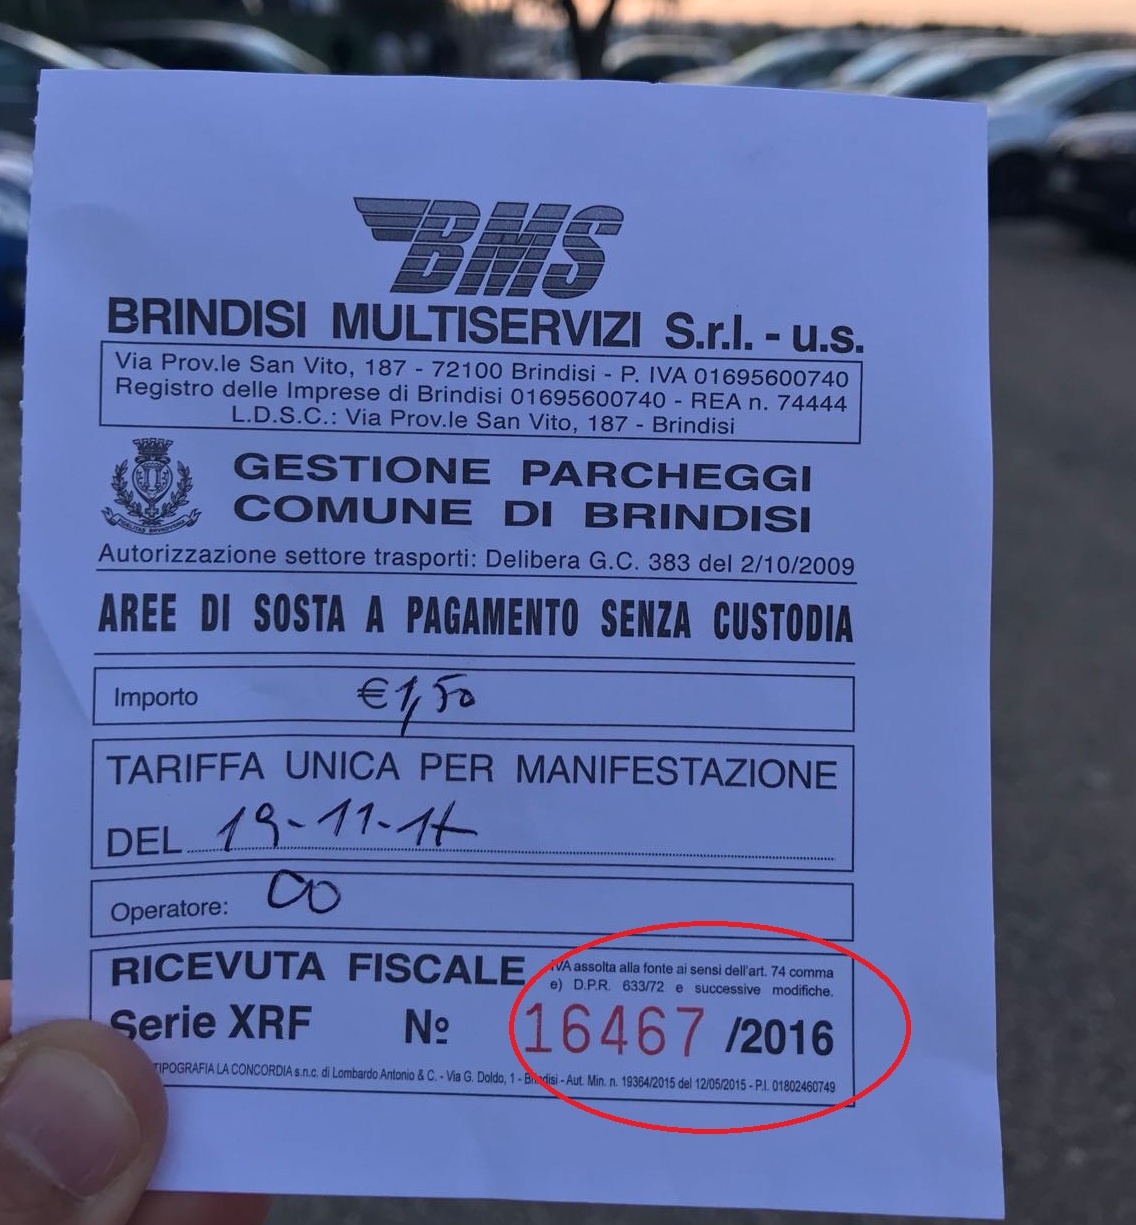 BMS
BRINDISI MULTISERVIZI S.r.l. - u.s.
Via Prov.le San Vito, 187 - 72100 Brindisi - P. IVA 01695600740
Registro delle Imprese di Brindisi 01695600740 - REA n. 74444
L.D.S.C.: Via Prov.le San Vito, 187 - Brindisi
GESTIONE PARCHEGGI
COMUNE DI BRINDISI
Autorizzazione settore trasporti: Delibera G.C. 383 del 2/10/2009
AREE DI SOSTA A PAGAMENTO SENZA CUSTODIA
Importo €1,50
TARIFFA UNICA PER MANIFESTAZIONE
DEL 19-11-17
Operatore: 00
RICEVUTA FISCALE IVA assolta alla fonte ai sensi dell'art. 74 comma
e) D.P.R. 633/72 e successive modifiche.
Serie XRF Nº 16467 /2016
TIPOGRAFIA LA CONCORDIA s.n.c. di Lombardo Antonio & C. - Via G. Doldo, 1 - Brindisi - Aut. Min. n. 19364/2015 del 12/05/2015 - P.I. 01802460749